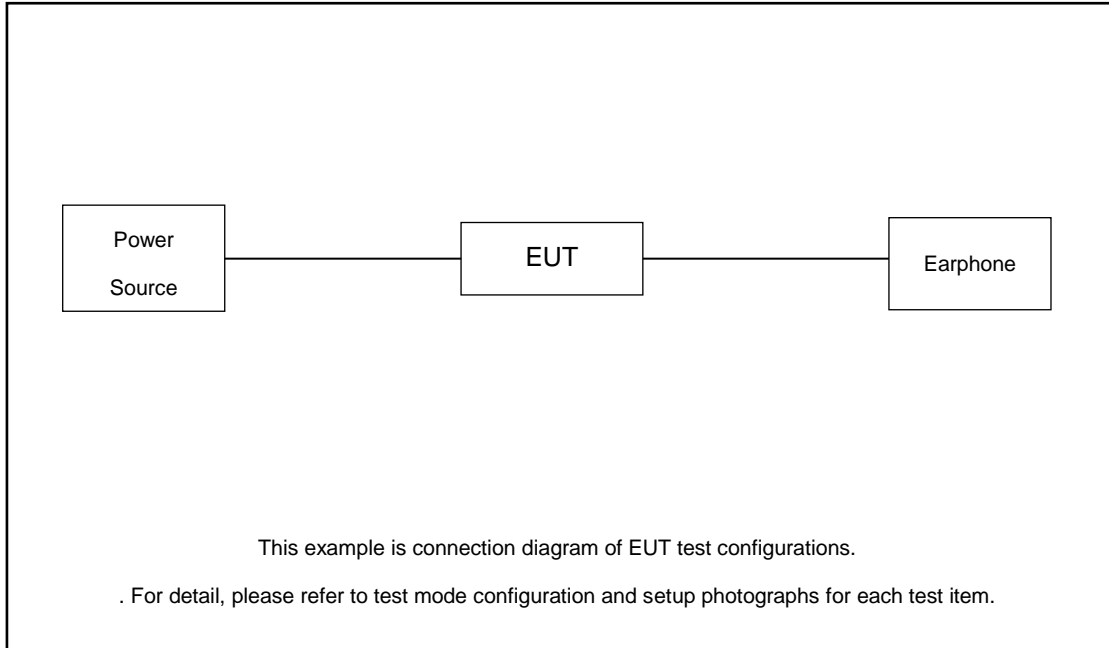 Power
Source
EUT
Earphone
This example is connection diagram of EUT test configurations.
. For detail, please refer to test mode configuration and setup photographs for each test item.